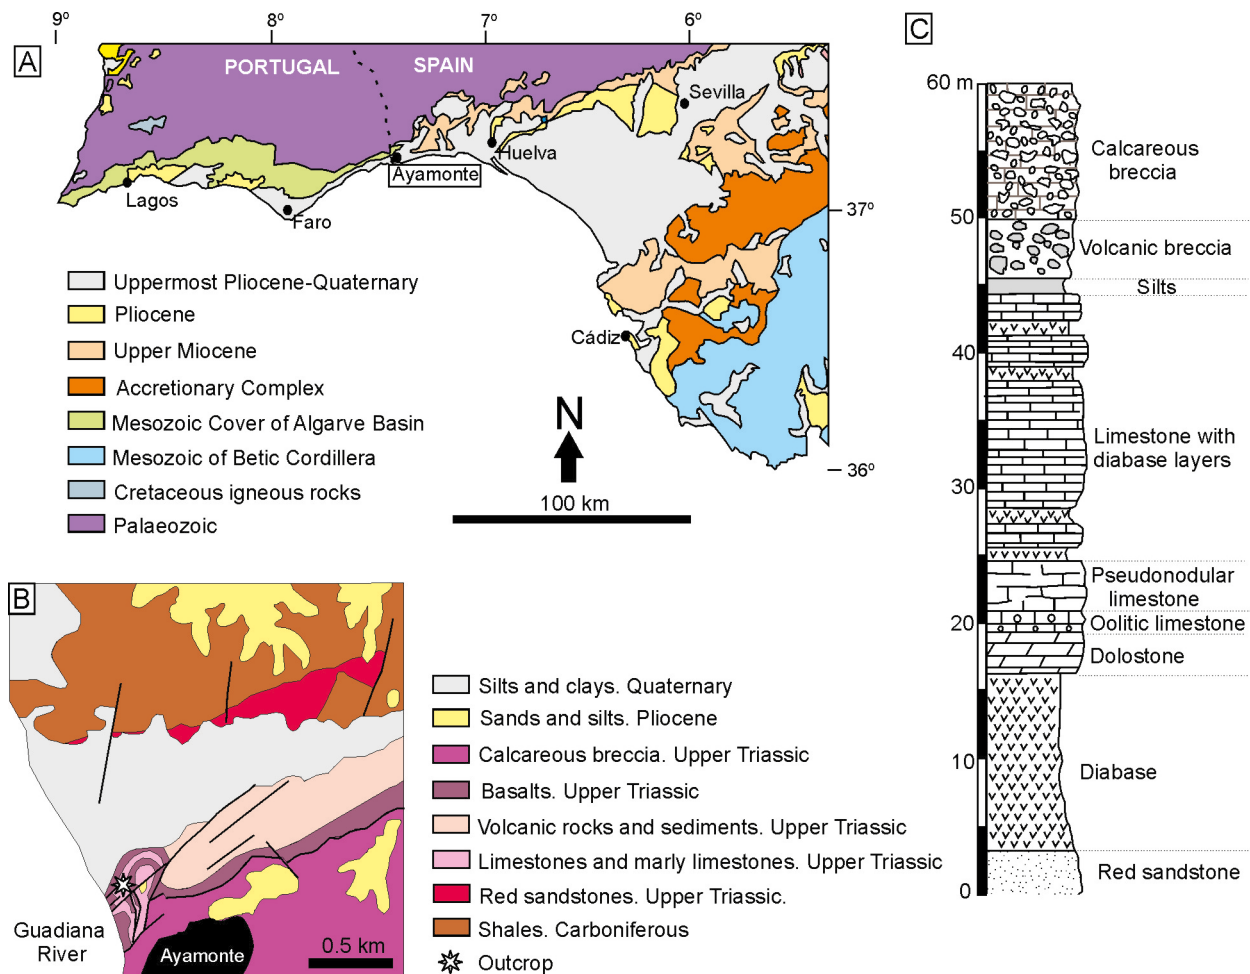 A
9º
8º
7º
6º
PORTUGAL
SPAIN
Sevilla
Huelva
Ayamonte
Lagos
Faro
37º
Cádiz
36º
N
100 km
Uppermost Pliocene-Quaternary
Pliocene
Upper Miocene
Accretionary Complex
Mesozoic Cover of Algarve Basin
Mesozoic of Betic Cordillera
Cretaceous igneous rocks
Palaeozoic
B
Guadiana
River
Ayamonte
0.5 km
Silts and clays. Quaternary
Sands and silts. Pliocene
Calcareous breccia. Upper Triassic
Basalts. Upper Triassic
Volcanic rocks and sediments. Upper Triassic
Limestones and marly limestones. Upper Triassic
Red sandstones. Upper Triassic.
Shales. Carboniferous
Outcrop
C
60 m
50
40
30
20
10
0
Calcareous
breccia
Volcanic breccia
Silts
Limestone with
diabase layers
Pseudonodular
limestone
Oolitic limestone
Dolostone
Diabase
Red sandstone